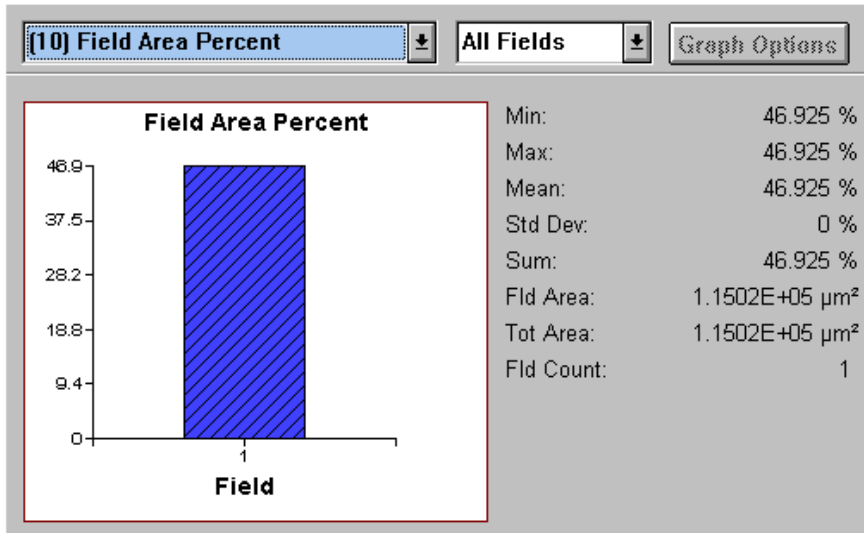 (10) Field Area Percent
All Fields
Graph Options
Field Area Percent
46.9
37.5
28.2
18.8
9.4
0
1
Field
Min: 46.925 %
Max: 46.925 %
Mean: 46.925 %
Std Dev: 0 %
Sum: 46.925 %
Fld Area: 1.1502E+05 µm²
Tot Area: 1.1502E+05 µm²
Fld Count: 1